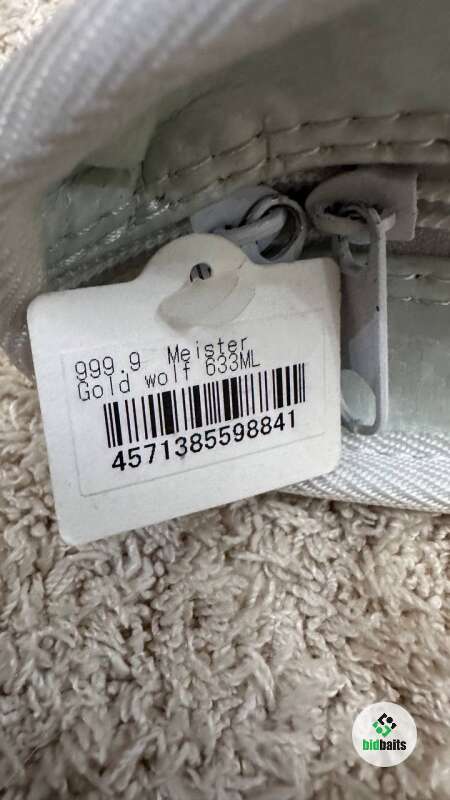 999.9 Meister
Gold wolf 633ML
4571385598841
bidbaits